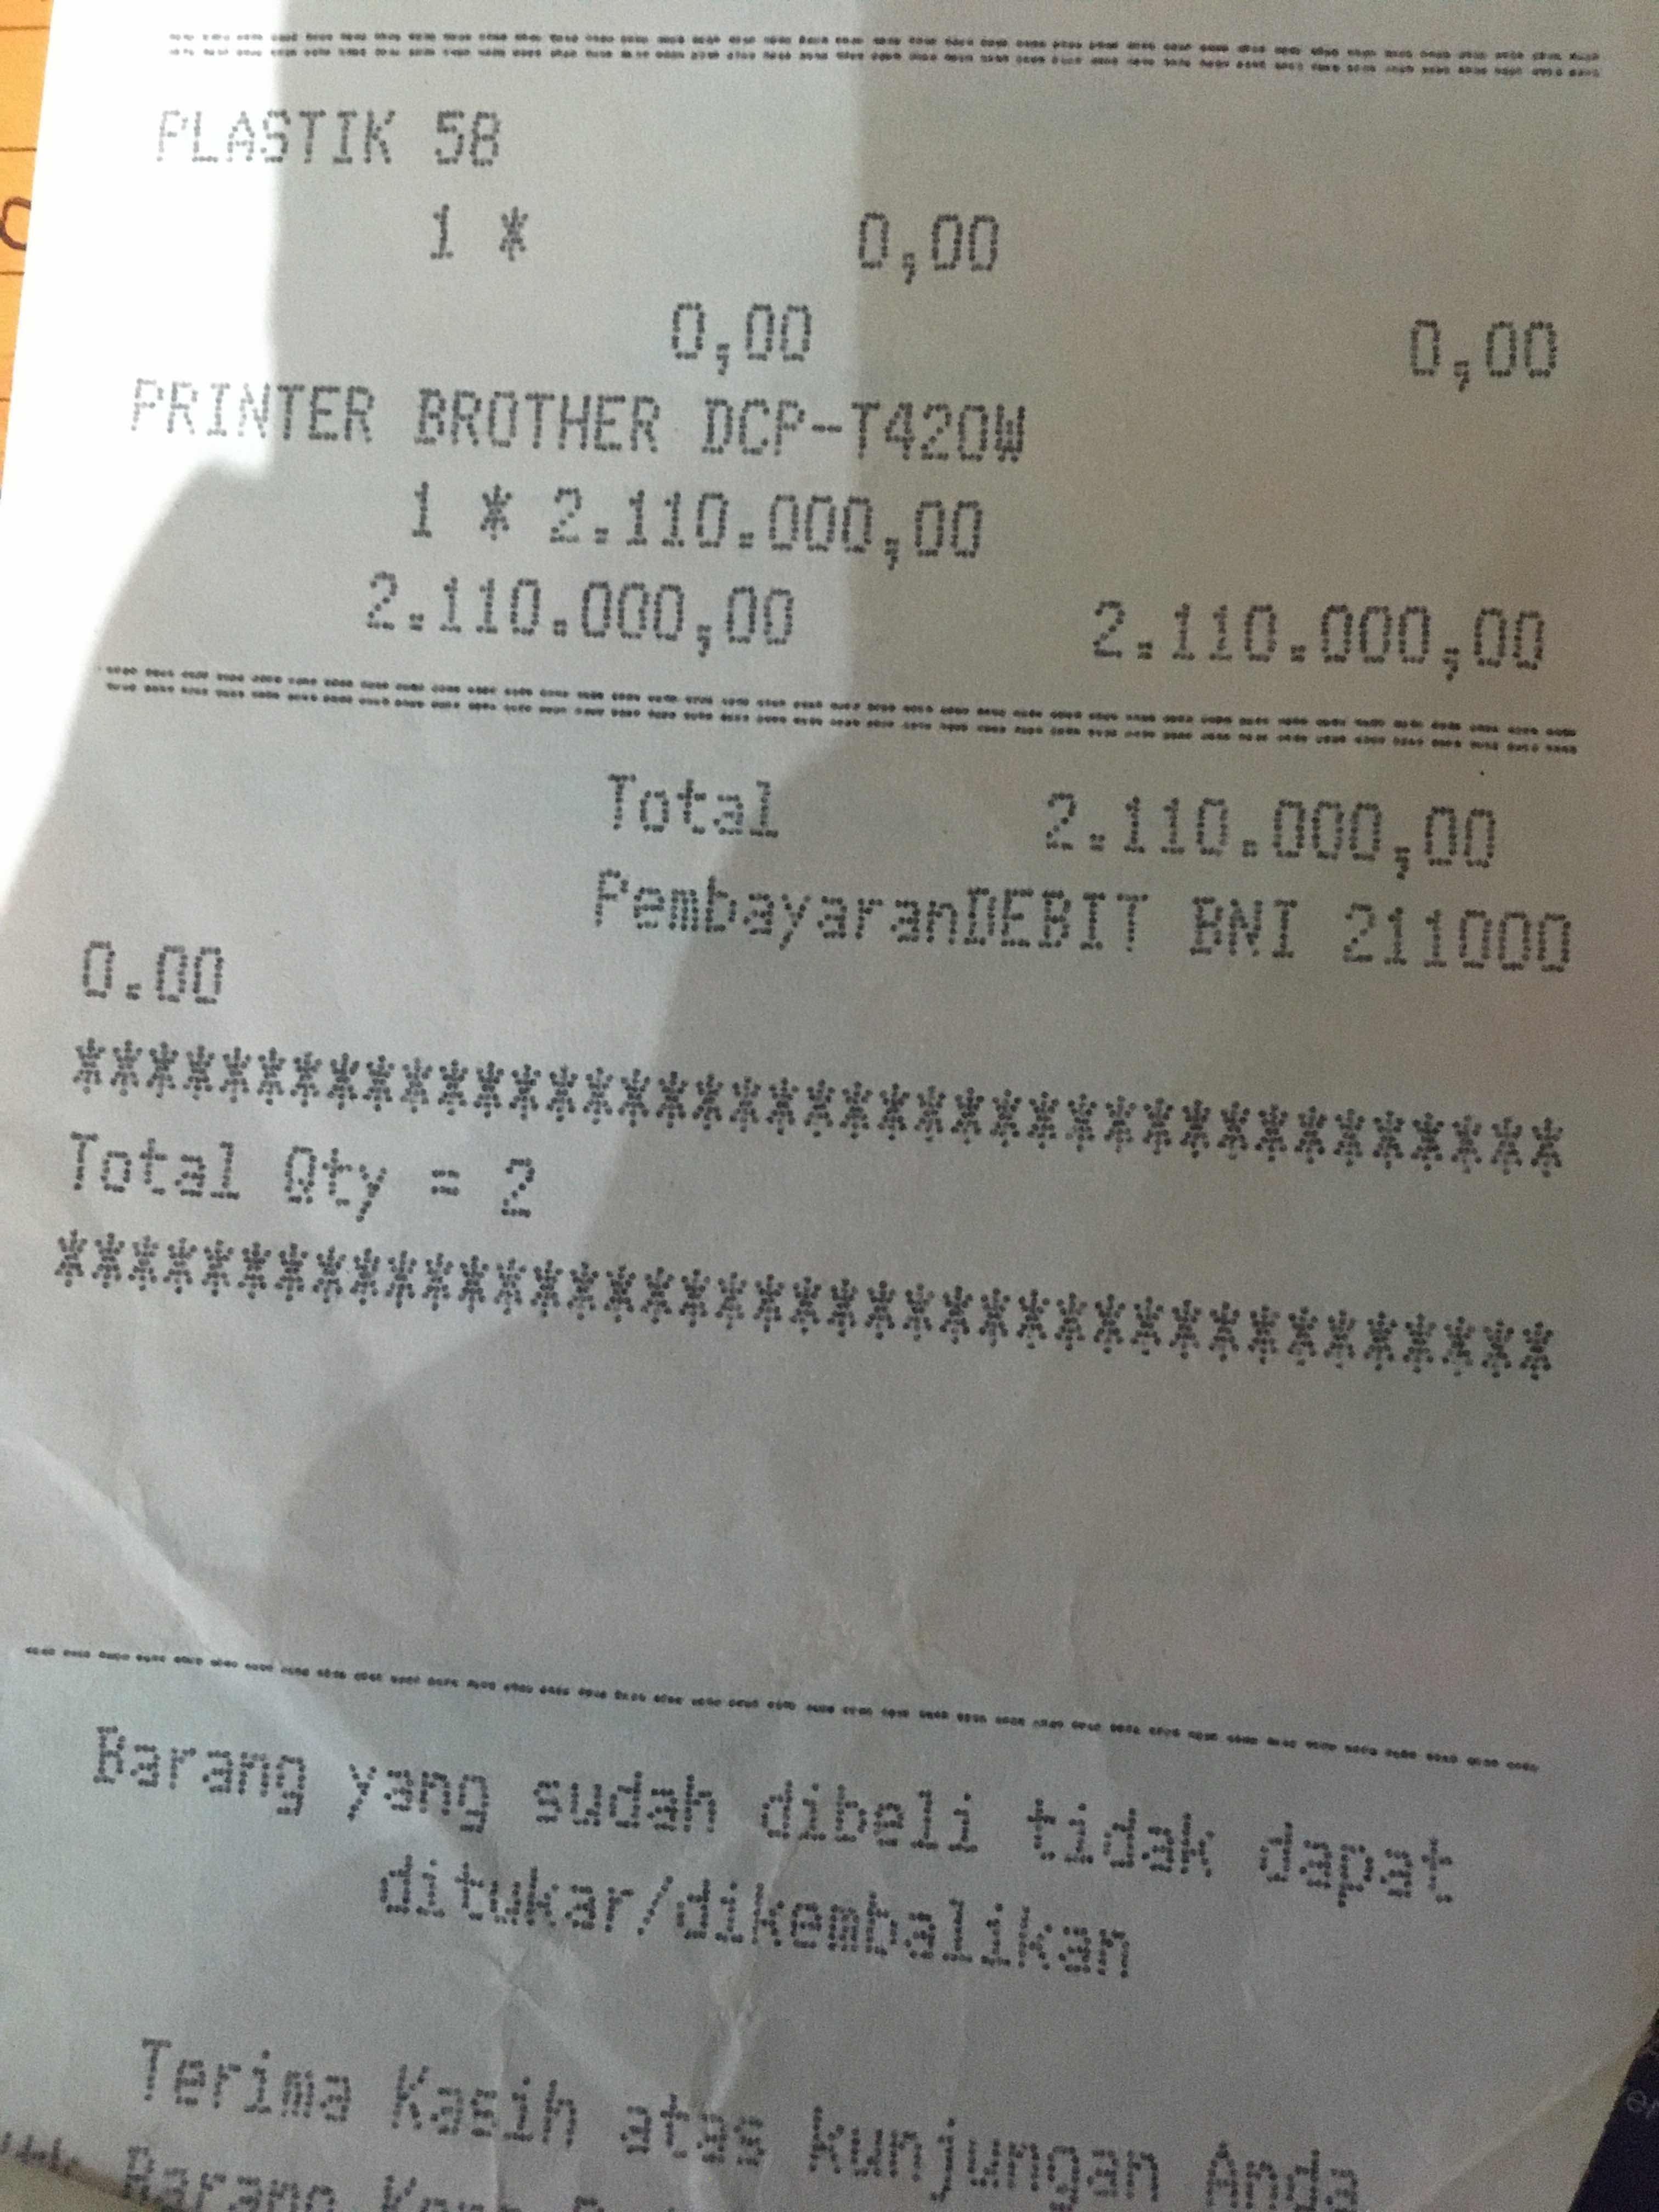 PLASTIK 5B
1 * 0,00
0,00 0,00
PRINTER BROTHER DCP-T420W
1 * 2.110.000,00
2.110.000,00 2.110.000,00
Total 2.110.000,00
PembayaranDEBIT BNI 211000
0.00
****************************************
Total Qty = 2
****************************************
Barang yang sudah dibeli tidak dapat
ditukar/dikembalikan
Terima Kasih atas Kunjungan Anda
Barang